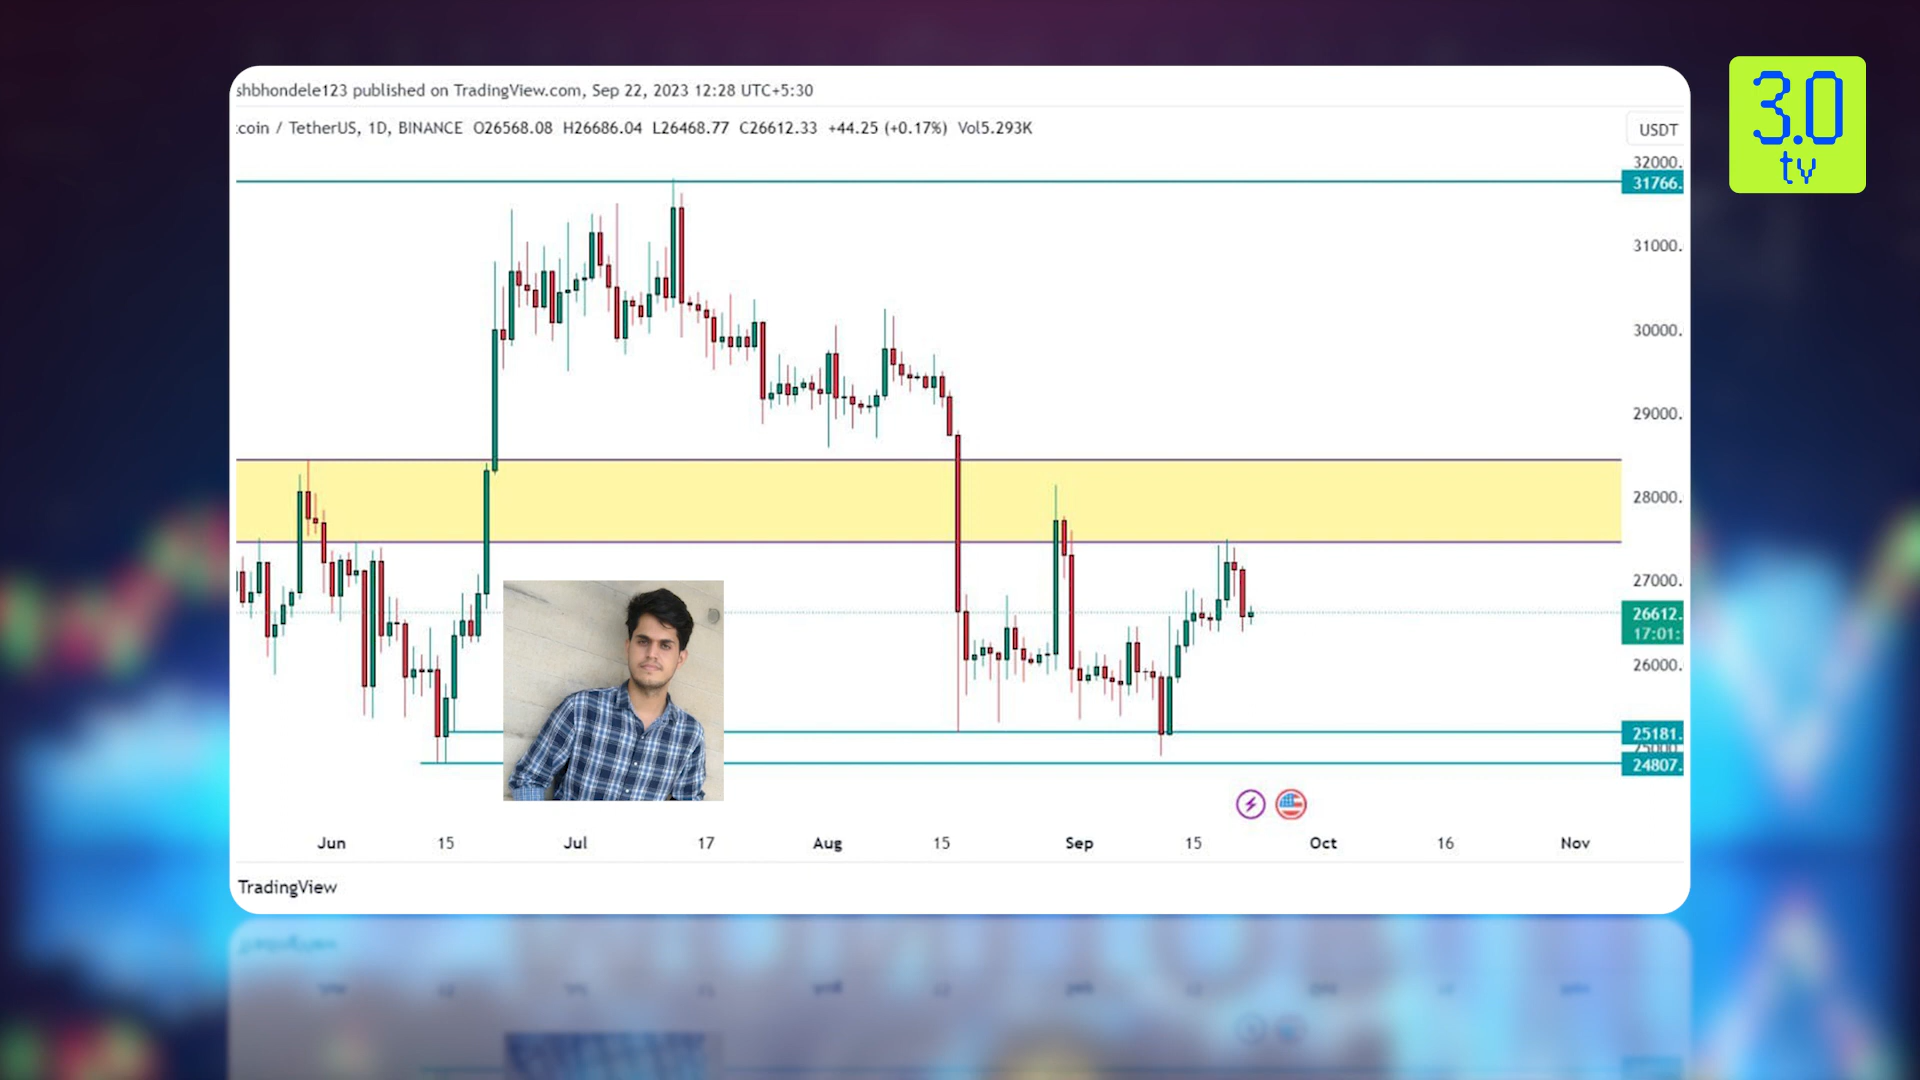 shbhondele123 published on TradingView.com, Sep 22, 2023 12:28 UTC+5:30
:coin / TetherUS, 1D, BINANCE O26568.08 H26686.04 L26468.77 C26612.33 +44.25 (+0.17%) Vol5.293K
USDT
3.0
tv
32000.
31766.
31000.
30000.
29000.
28000.
27000.
26612.
17:01:
26000.
25181.
25000
24807.
Jun 15 Jul 17 Aug 15 Sep 15 Oct 16 Nov
TradingView